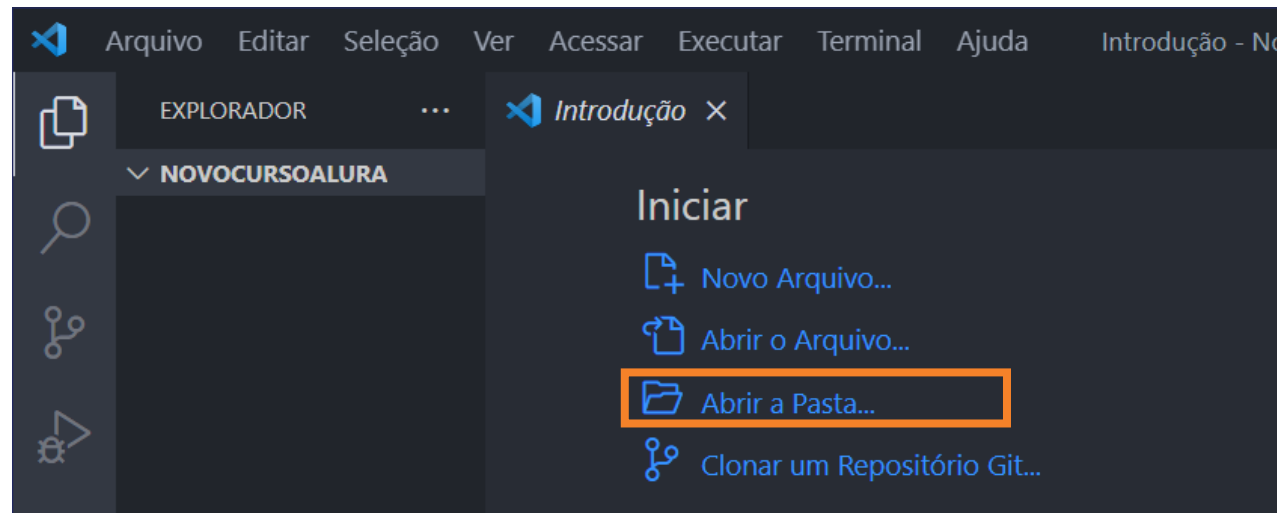 Arquivo Editar Seleção Ver Acessar Executar Terminal Ajuda Introdução - No
EXPLORADOR ... Introdução
NOVOCURSOALURA
Iniciar
Novo Arquivo...
Abrir o Arquivo...
Abrir a Pasta...
Clonar um Repositório Git...